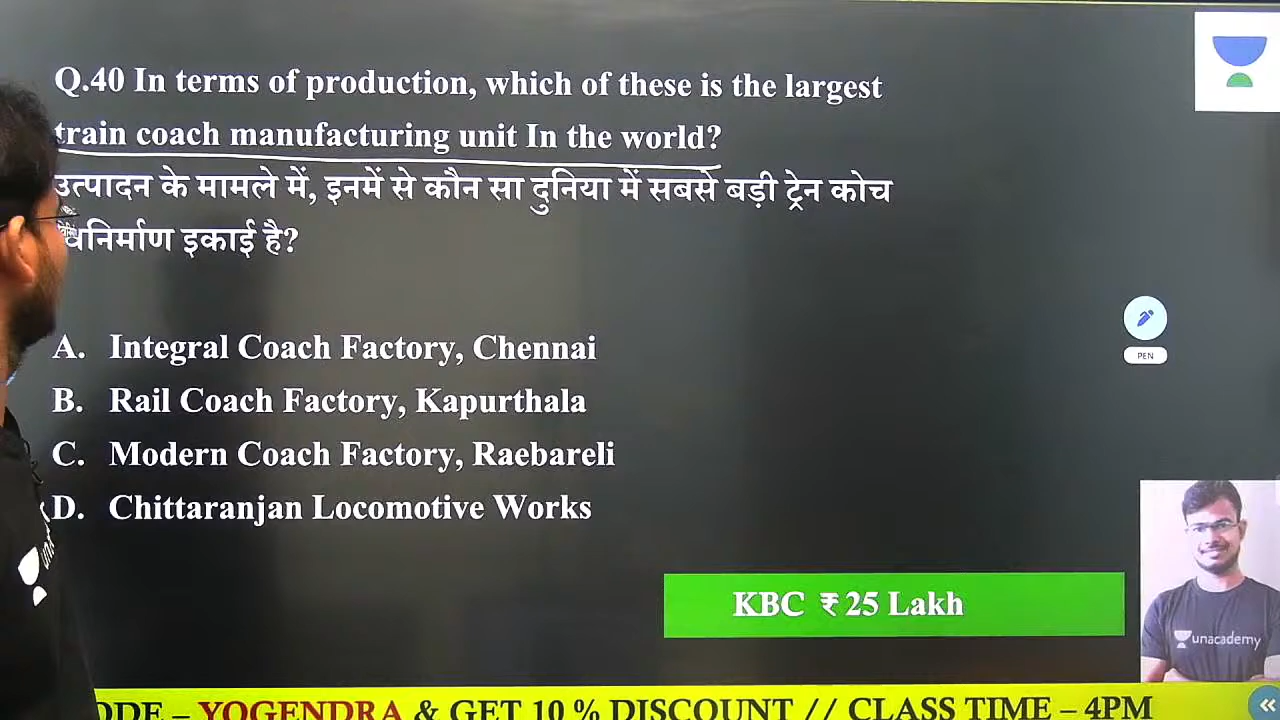 Q.40 In terms of production, which of these is the largest
train coach manufacturing unit In the world?
उत्पादन के मामले में, इनमें से कौन सा दुनिया में सबसे बड़ी ट्रेन कोच
विनिर्माण इकाई है?
A. Integral Coach Factory, Chennai
B. Rail Coach Factory, Kapurthala
C. Modern Coach Factory, Raebareli
D. Chittaranjan Locomotive Works
PEN
KBC ₹ 25 Lakh
unacademy
YOGENDRA & GET 10 % DISCOUNT // CLASS TIME – 4PM